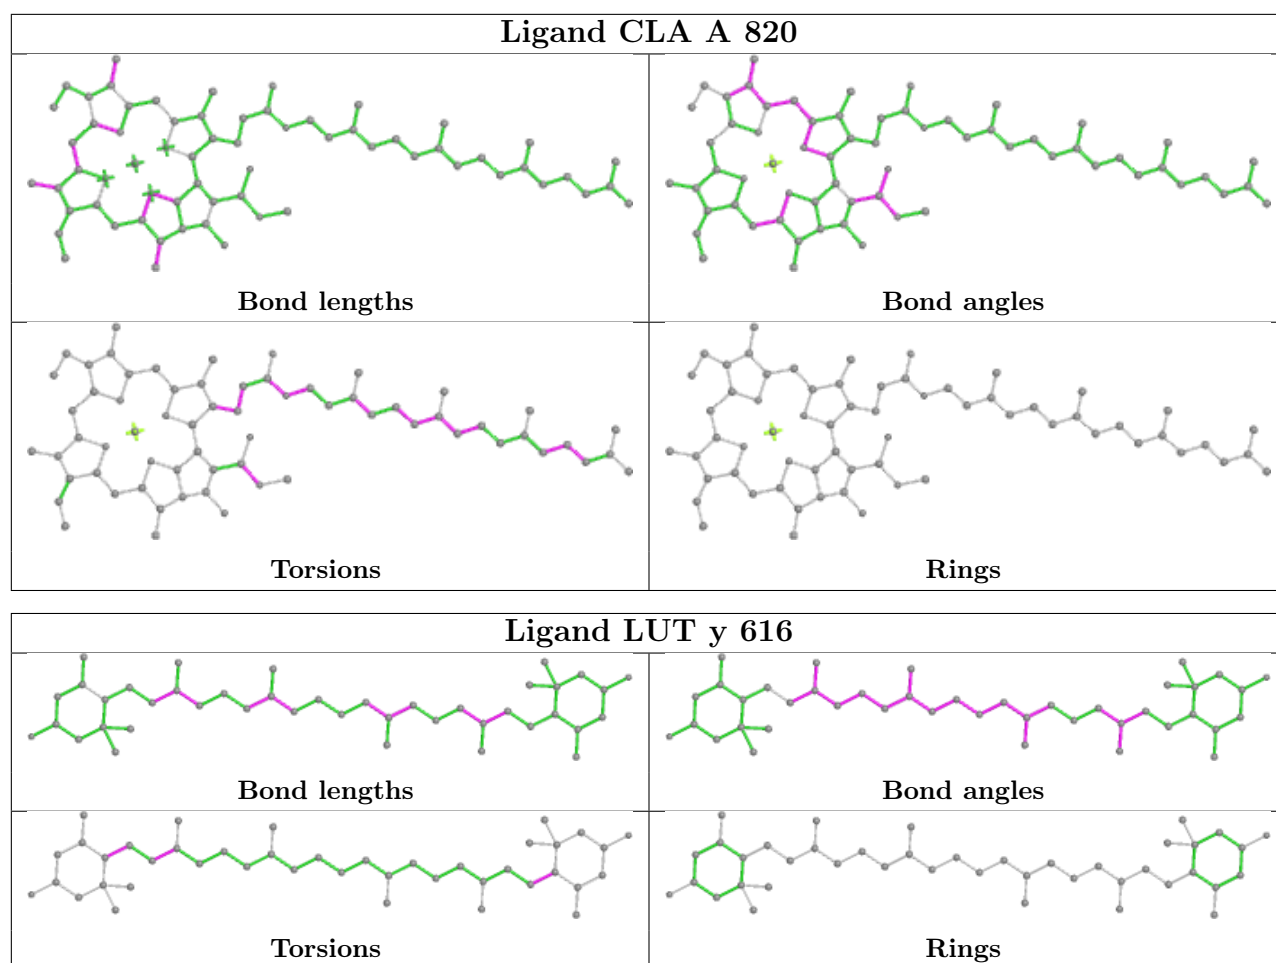 Ligand CLA A 820
Bond lengths
Bond angles
Torsions
Rings
Ligand LUT y 616
Bond lengths
Bond angles
Torsions
Rings